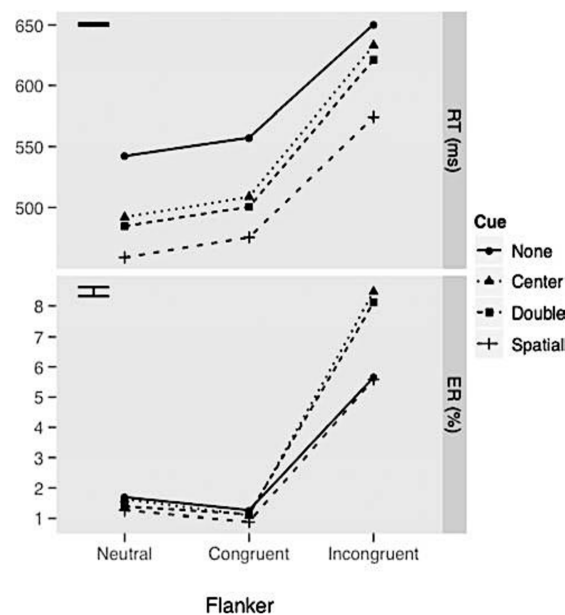 650
600
550
500
RT (ms)
8
7
6
5
4
3
2
1
ER (%)
Neutral Congruent Incongruent
Flanker
Cue
None
Center
Double
Spatial